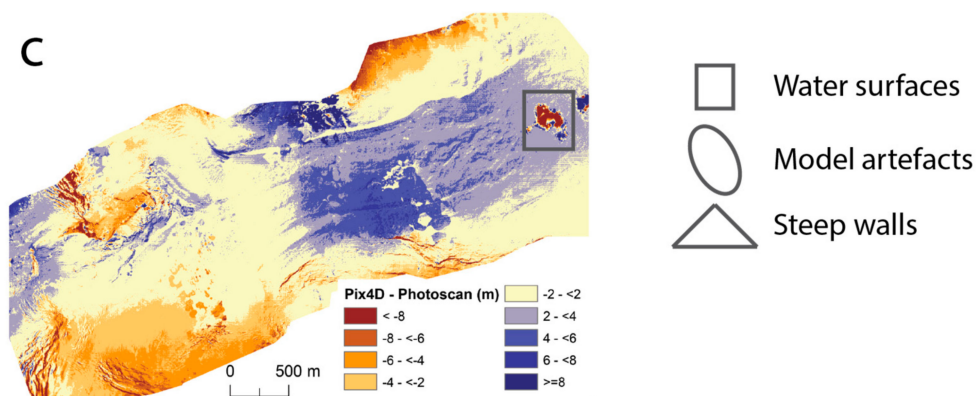 C
Water surfaces
Model artefacts
Steep walls
Pix4D - Photoscan (m)
< -8
-8 - <-6
-6 - <-4
-4 - <-2
-2 - <2
2 - <4
4 - <6
6 - <8
>=8
0 500 m